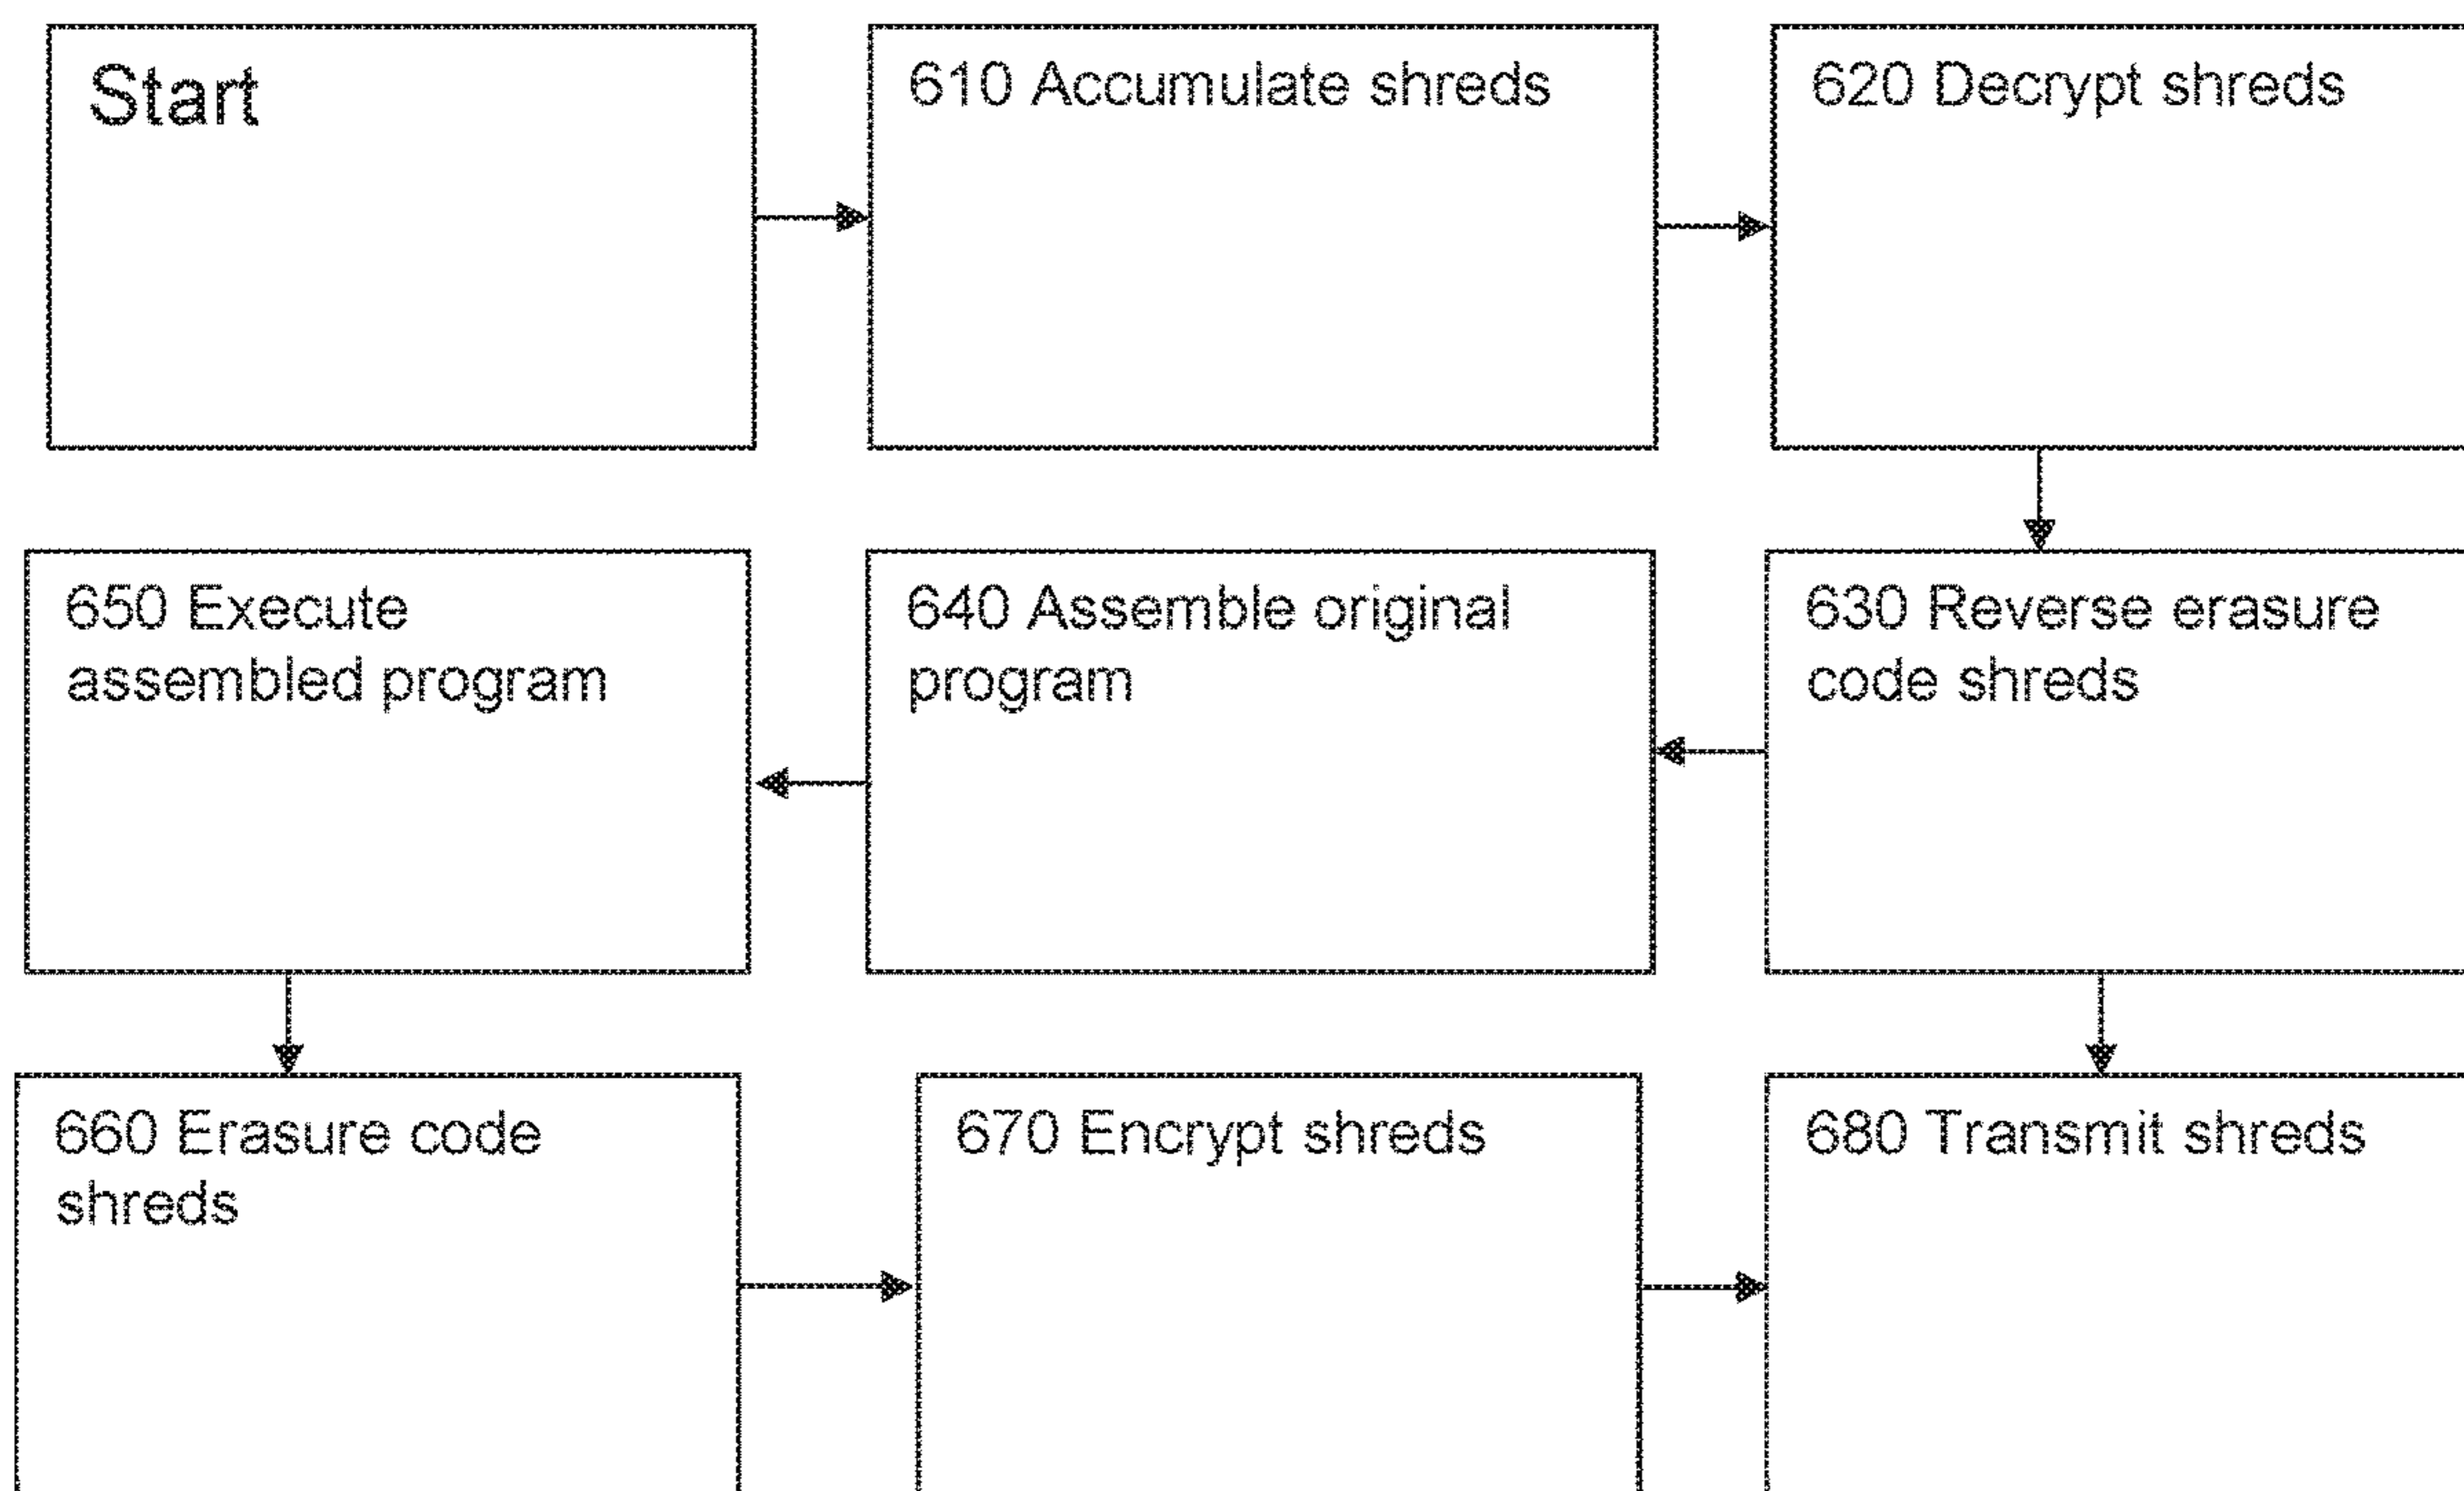 Start
610 Accumulate shreds
620 Decrypt shreds
650 Execute
assembled program
640 Assemble original
program
630 Reverse erasure
code shreds
660 Erasure code
shreds
670 Encrypt shreds
680 Transmit shreds